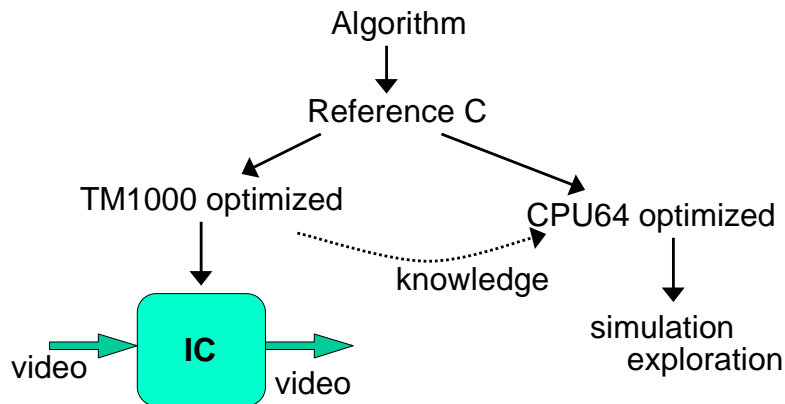 Algorithm
Reference C
TM1000 optimized
CPU64 optimized
knowledge
simulation
exploration
video
IC
video